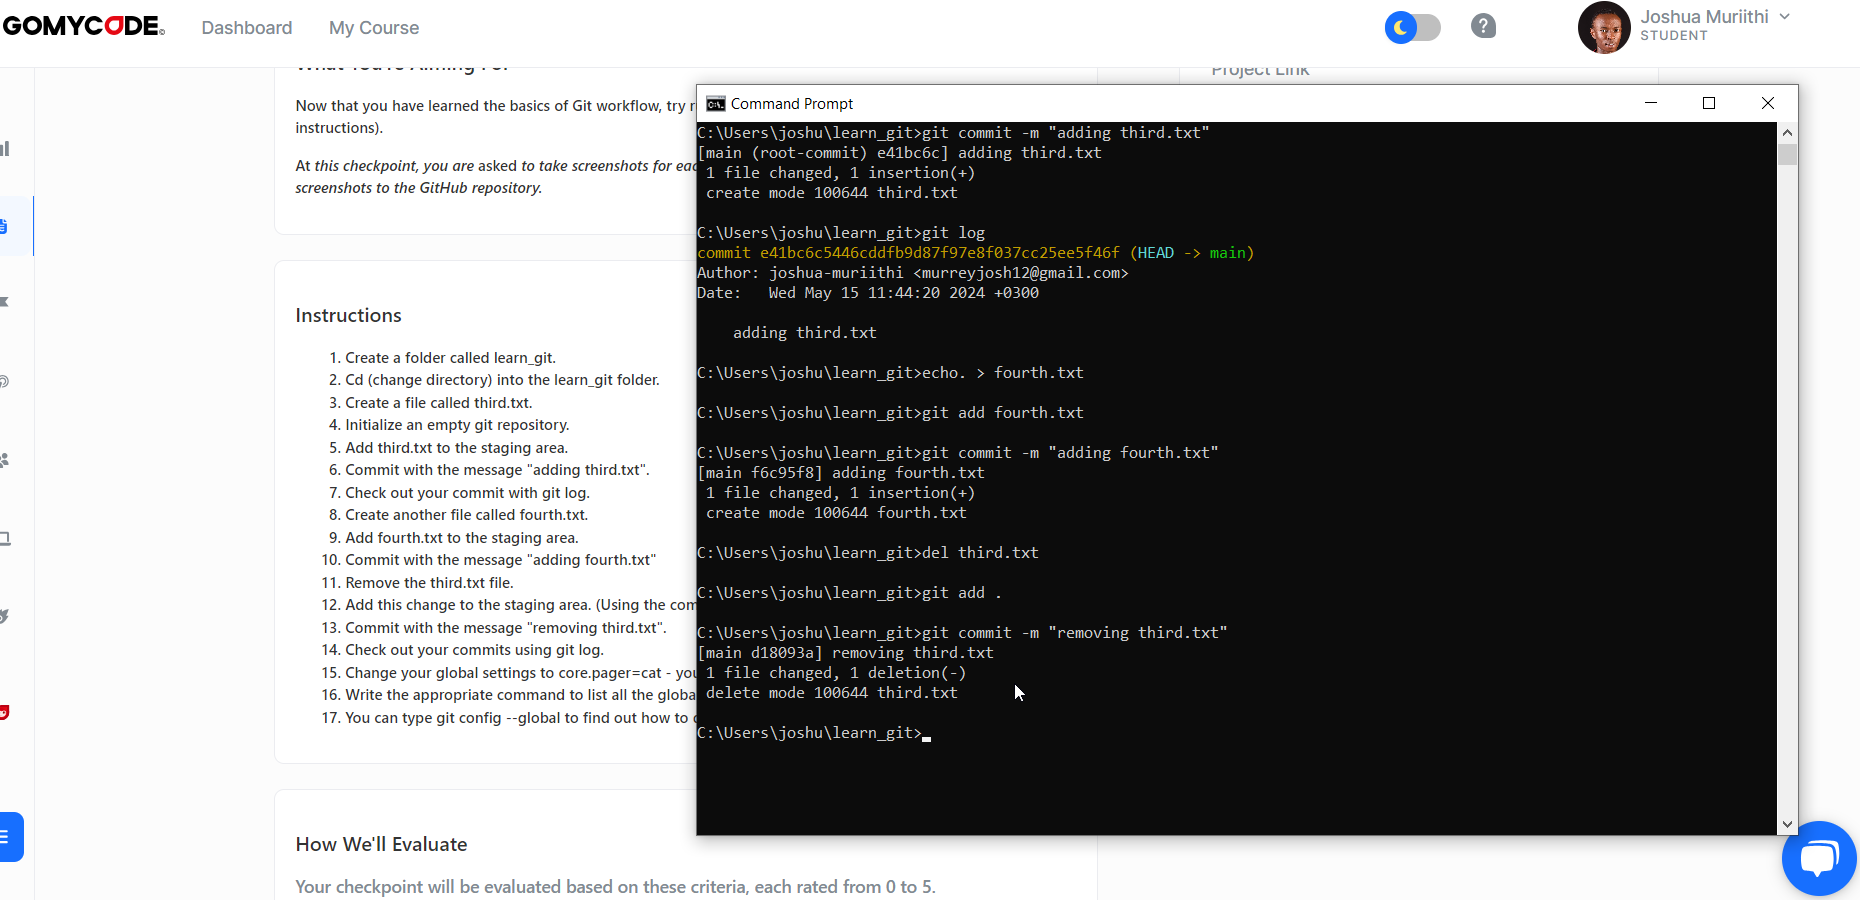 GOMYCODE
Dashboard
My Course
Joshua Muriithi
STUDENT
What You're Aiming For
Project Link
Now that you have learned the basics of Git workflow, try
instructions).
At this checkpoint, you are asked to take screenshots for
screenshots to the GitHub repository.
Instructions
1. Create a folder called learn_git.
2. Cd (change directory) into the learn_git folder.
3. Create a file called third.txt.
4. Initialize an empty git repository.
5. Add third.txt to the staging area.
6. Commit with the message "adding third.txt".
7. Check out your commit with git log.
8. Create another file called fourth.txt.
9. Add fourth.txt to the staging area.
10. Commit with the message "adding fourth.txt"
11. Remove the third.txt file.
12. Add this change to the staging area. (Using the
13. Commit with the message "removing third.txt".
14. Check out your commits using git log.
15. Change your global settings to core.pager=cat -
16. Write the appropriate command to list all the
17. You can type git config --global to find out how to
How We'll Evaluate
Your checkpoint will be evaluated based on these criteria, each rated from 0 to 5.
Command Prompt
C:\Users\joshu\learn_git>git commit -m "adding third.txt"
[main (root-commit) e41bc6c] adding third.txt
1 file changed, 1 insertion(+)
create mode 100644 third.txt
C:\Users\joshu\learn_git>git log
commit e41bc6c5446cddfb9d87f97e8f037cc25ee5f46f (HEAD -> main)
Author: joshua-muriithi <murreyjosh12@gmail.com>
Date:   Wed May 15 11:44:20 2024 +0300
adding third.txt
C:\Users\joshu\learn_git>echo. > fourth.txt
C:\Users\joshu\learn_git>git add fourth.txt
C:\Users\joshu\learn_git>git commit -m "adding fourth.txt"
[main f6c95f8] adding fourth.txt
1 file changed, 1 insertion(+)
create mode 100644 fourth.txt
C:\Users\joshu\learn_git>del third.txt
C:\Users\joshu\learn_git>git add .
C:\Users\joshu\learn_git>git commit -m "removing third.txt"
[main d18093a] removing third.txt
1 file changed, 1 deletion(-)
delete mode 100644 third.txt
C:\Users\joshu\learn_git>